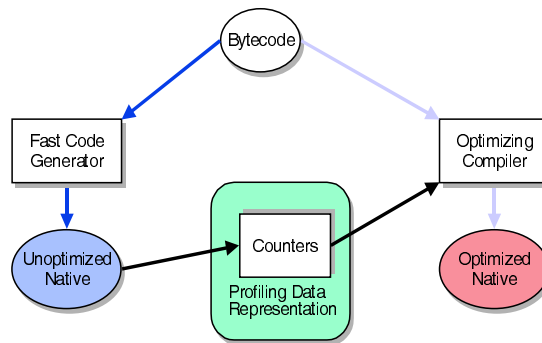 Bytecode
Fast Code
Generator
Optimizing
Compiler
Unoptimized
Native
Counters
Optimized
Native
Profiling Data
Representation